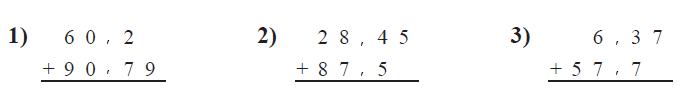 1) 60,2 2) 28,45 3) 6,37
+90,79 +87,5 +57,7